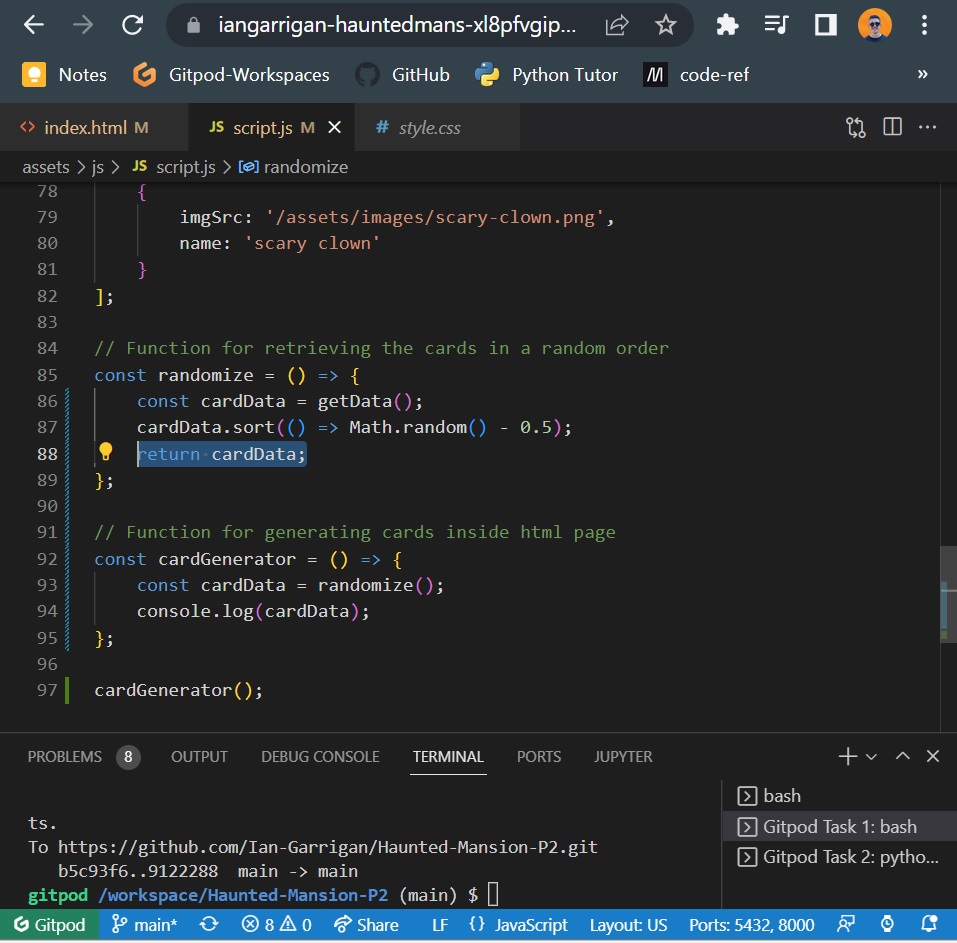 iangarrigan-hauntedmans-xl8pfvgip...
Notes Gitpod-Workspaces GitHub Python Tutor M code-ref »
<> index.html M JS script.js M × # style.css ...
assets > js > JS script.js > randomize
78 {
79 imgSrc: '/assets/images/scary-clown.png',
80 name: 'scary clown'
81 }
82 ];
83
84 // Function for retrieving the cards in a random order
85 const randomize = () => {
86 const cardData = getData();
87 cardData.sort(() => Math.random() - 0.5);
88 return cardData;
89 };
90
91 // Function for generating cards inside html page
92 const cardGenerator = () => {
93 const cardData = randomize();
94 console.log(cardData);
95 };
96
97 cardGenerator();
PROBLEMS 8 OUTPUT DEBUG CONSOLE TERMINAL PORTS JUPYTER
ts.
To https://github.com/Ian-Garrigan/Haunted-Mansion-P2.git
b5c93f6..9122288 main -> main
gitpod /workspace/Haunted-Mansion-P2 (main) $
bash
Gitpod Task 1: bash
Gitpod Task 2: pytho...
Gitpod main* 8 0 Share LF {} JavaScript Layout: US Ports: 5432, 8000